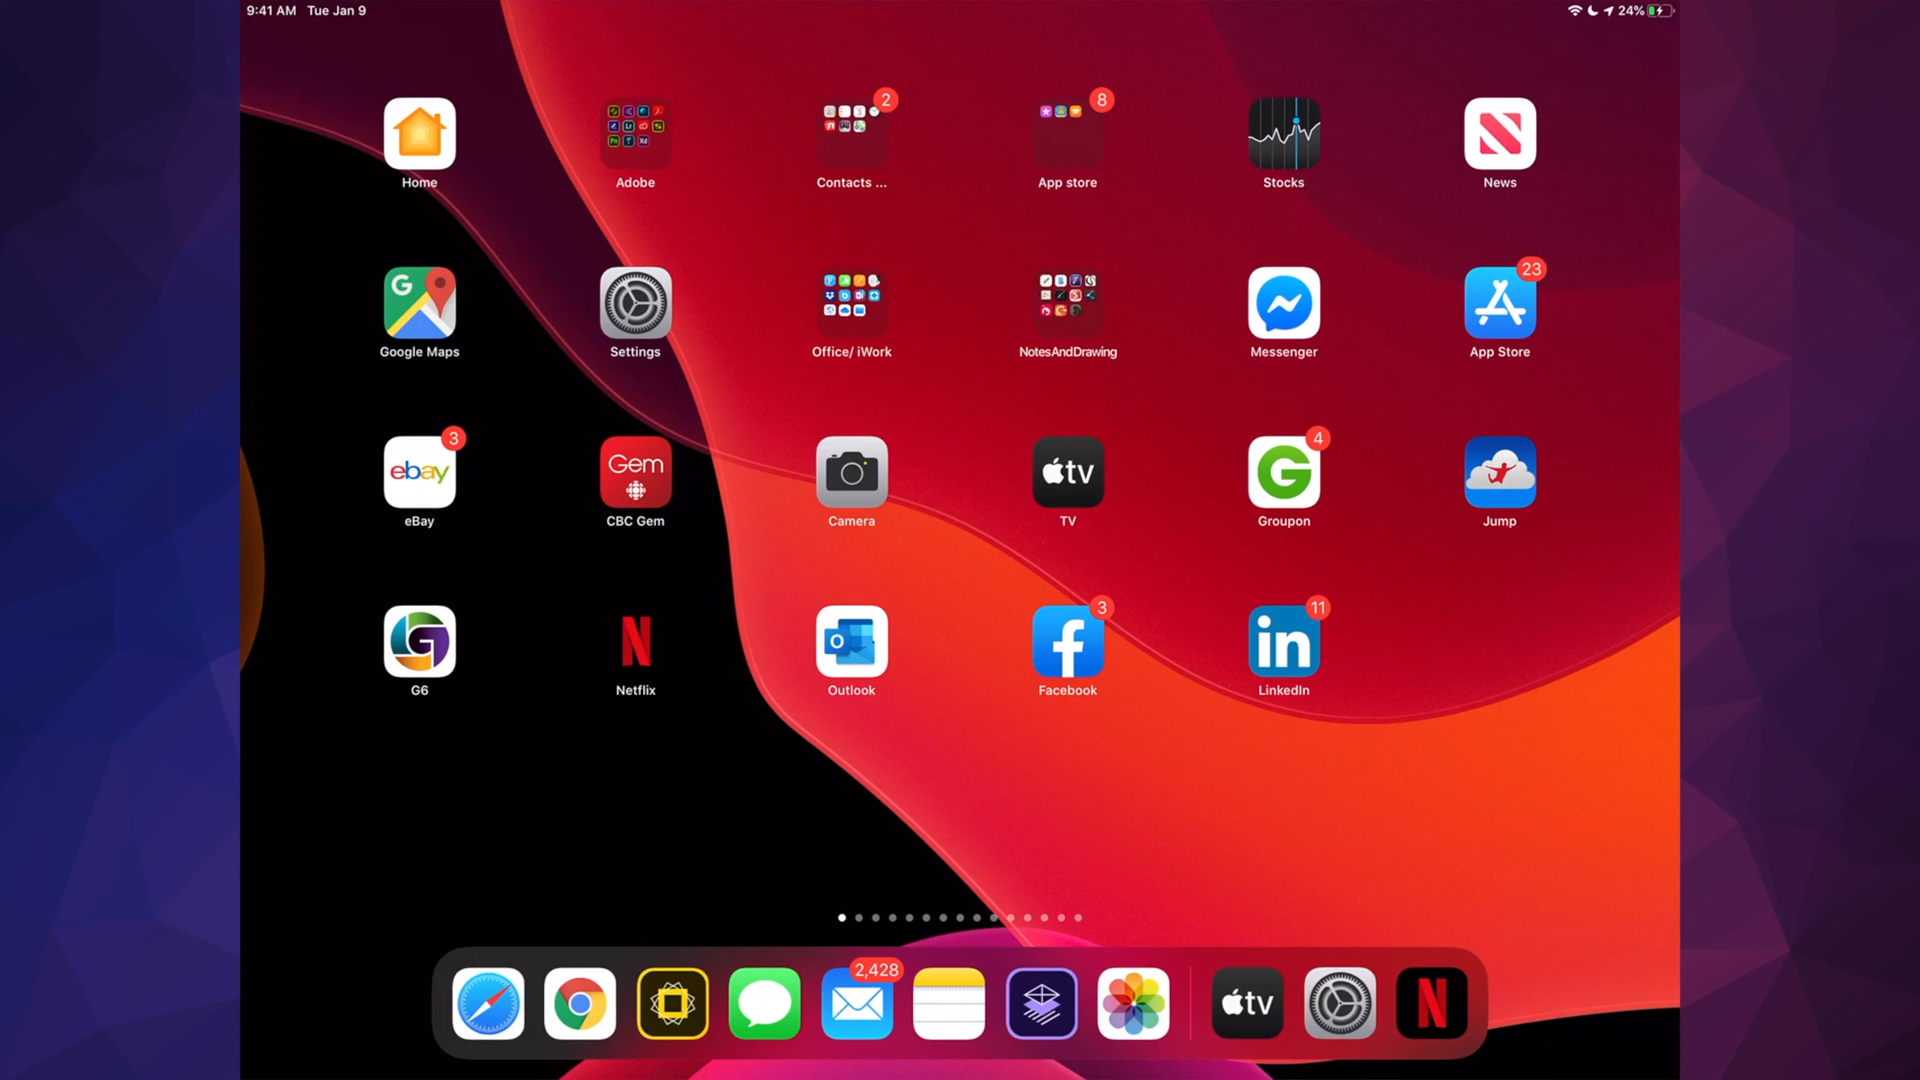 9:41 AM Tue Jan 9
24%
2
8
Home
Adobe
Contacts ...
App store
Stocks
News
G
23
Google Maps
Settings
Office/ iWork
NotesAndDrawing
Messenger
App Store
3
4
ebay
Gem
tv
G
eBay
CBC Gem
Camera
TV
Groupon
Jump
3
11
G
N
O
f
in
G6
Netflix
Outlook
Facebook
LinkedIn
2,428
tv
N